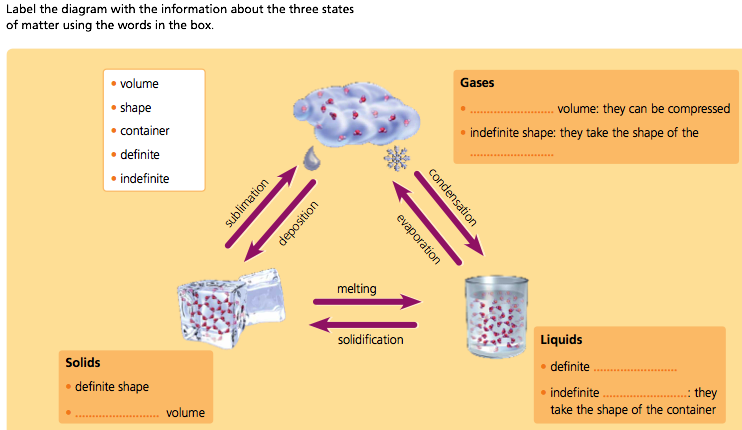 Label the diagram with the information about the three states
of matter using the words in the box.
• volume
• shape
• container
• definite
• indefinite
Gases
• ........................... volume: they can be compressed
• indefinite shape: they take the shape of the
...........................
sublimation
deposition
condensation
evaporation
melting
solidification
Solids
• definite shape
• ........................... volume
Liquids
• definite ...........................
• indefinite ...........................: they
take the shape of the container